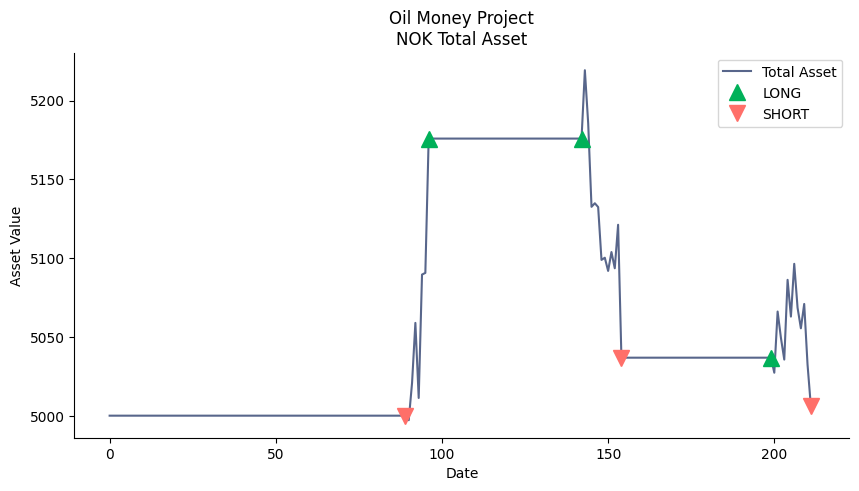 Oil Money Project
NOK Total Asset
Total Asset
LONG
SHORT
Asset Value
5200
5150
5100
5050
5000
0
50
100
150
200
Date